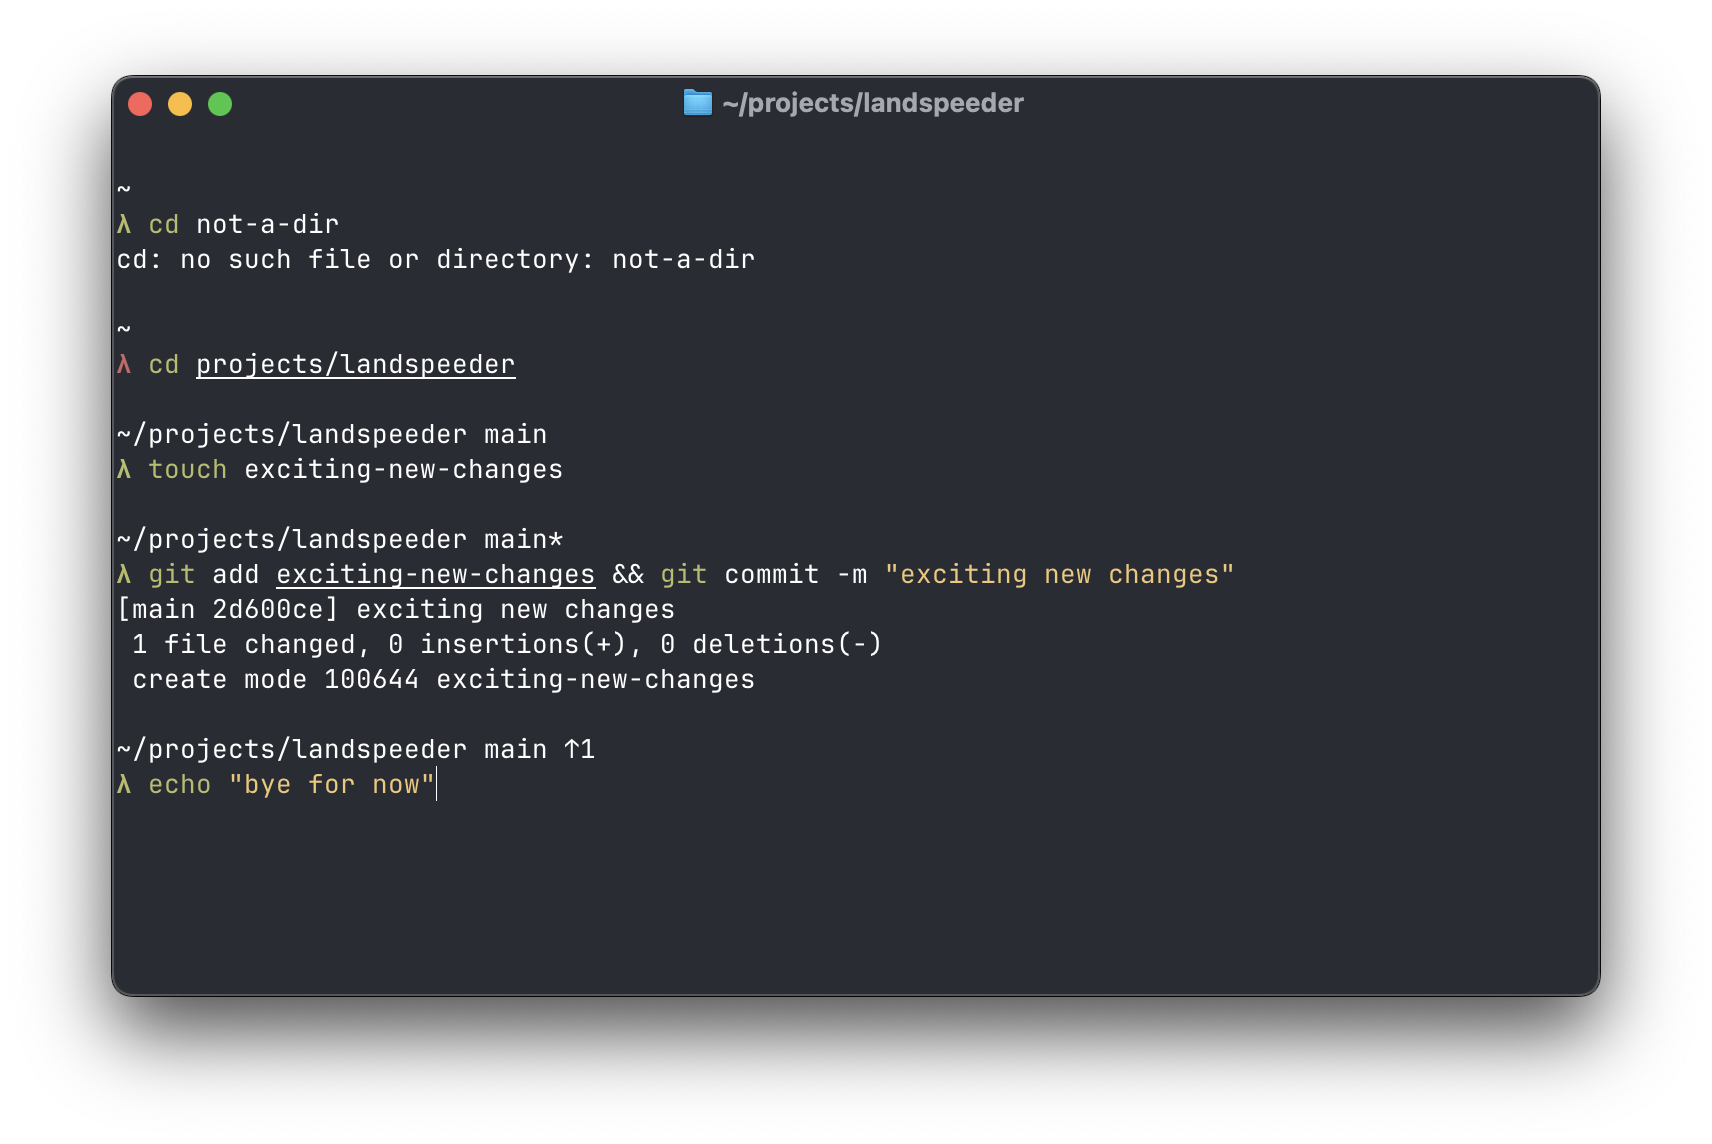 ~/projects/landspeeder
~
λ cd not-a-dir
cd: no such file or directory: not-a-dir
~
λ cd projects/landspeeder
~/projects/landspeeder main
λ touch exciting-new-changes
~/projects/landspeeder main*
λ git add exciting-new-changes && git commit -m "exciting new changes"
[main 2d600ce] exciting new changes
 1 file changed, 0 insertions(+), 0 deletions(-)
 create mode 100644 exciting-new-changes
~/projects/landspeeder main ↑1
λ echo "bye for now"